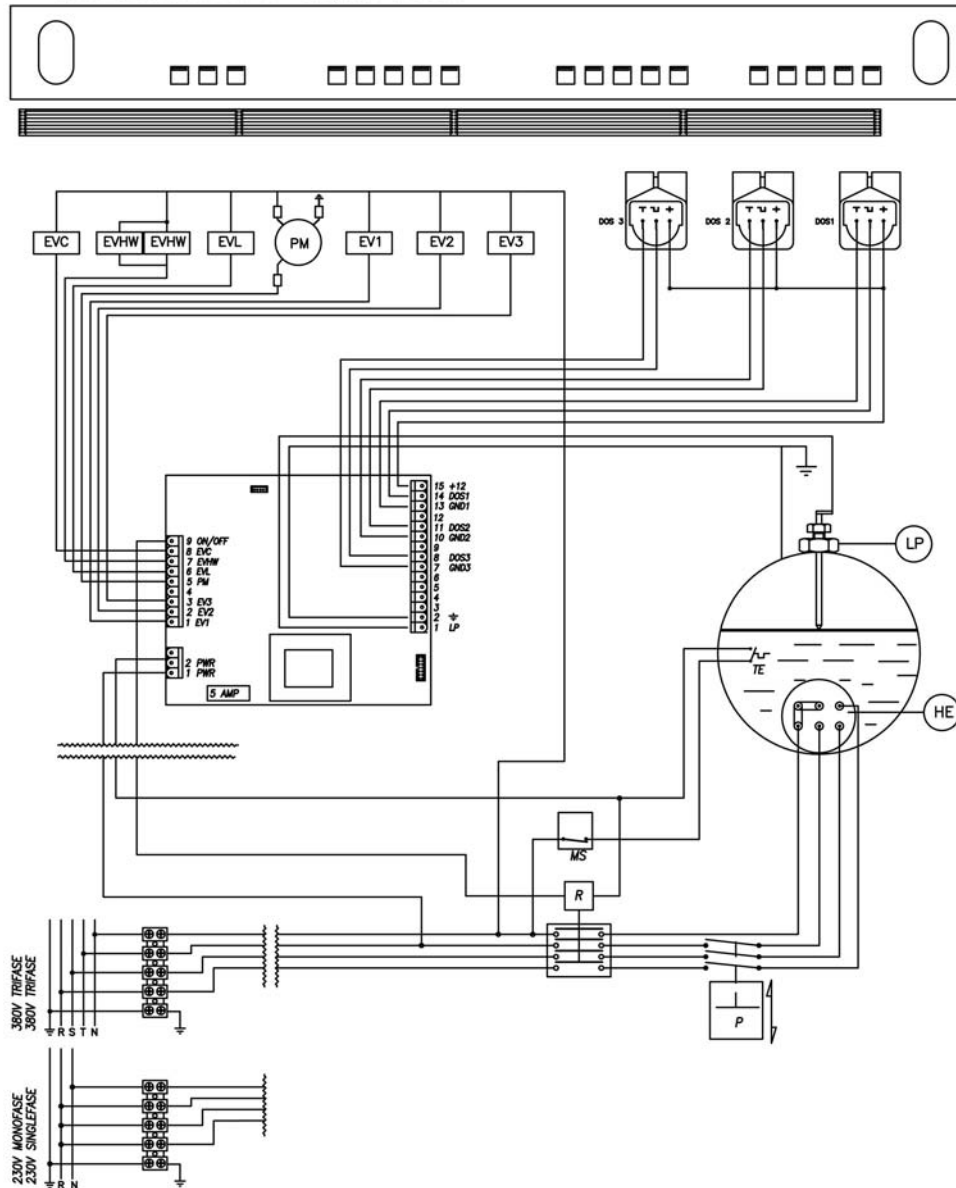 DOS 3
DOS 2
DOS1
EVC
EVHW
EVHW
EVL
PM
EV1
EV2
EV3
15 +12
14 DOS1
13 GND1
12
11 DOS2
10 GND2
9
8 DOS3
7 GND3
6
5
4
3
2
1 LP
9 ON/OFF
8 EVC
7 EVHW
6 EVL
5 PM
4
3 EV3
2 EV2
1 EV1
2 PWR
1 PWR
5 AMP
LP
TE
HE
MS
R
P
380V TRIFASE
380V TRIFASE
R S T N
230V MONOFASE
230V SINGLEFASE
R N